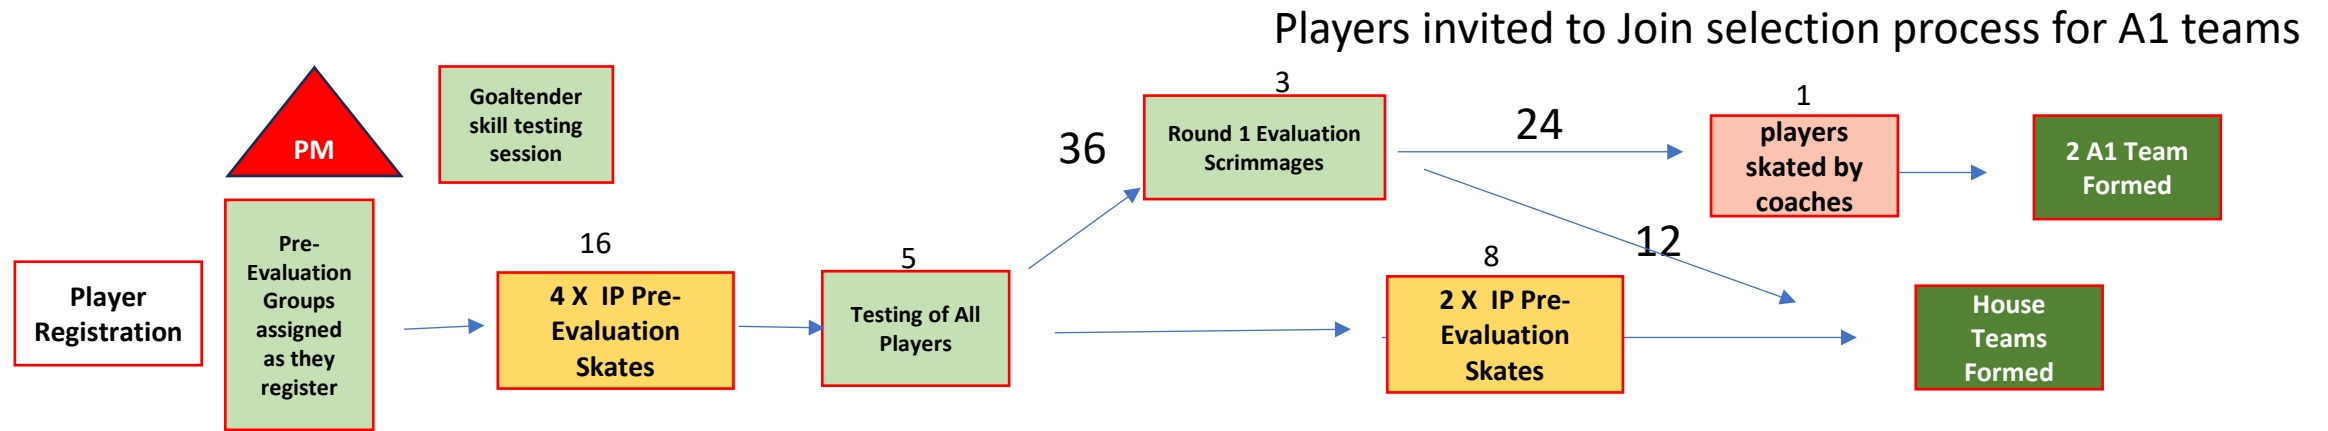 Players invited to Join selection process for A1 teams
PM
Goaltender
skill testing
session
Pre-
Evaluation
Groups
assigned
as they
register
Player
Registration
16
4 X  IP Pre-
Evaluation
Skates
5
Testing of All
Players
36
3
Round 1 Evaluation
Scrimmages
24
1
players
skated by
coaches
2 A1 Team
Formed
12
8
2 X  IP Pre-
Evaluation
Skates
House
Teams
Formed